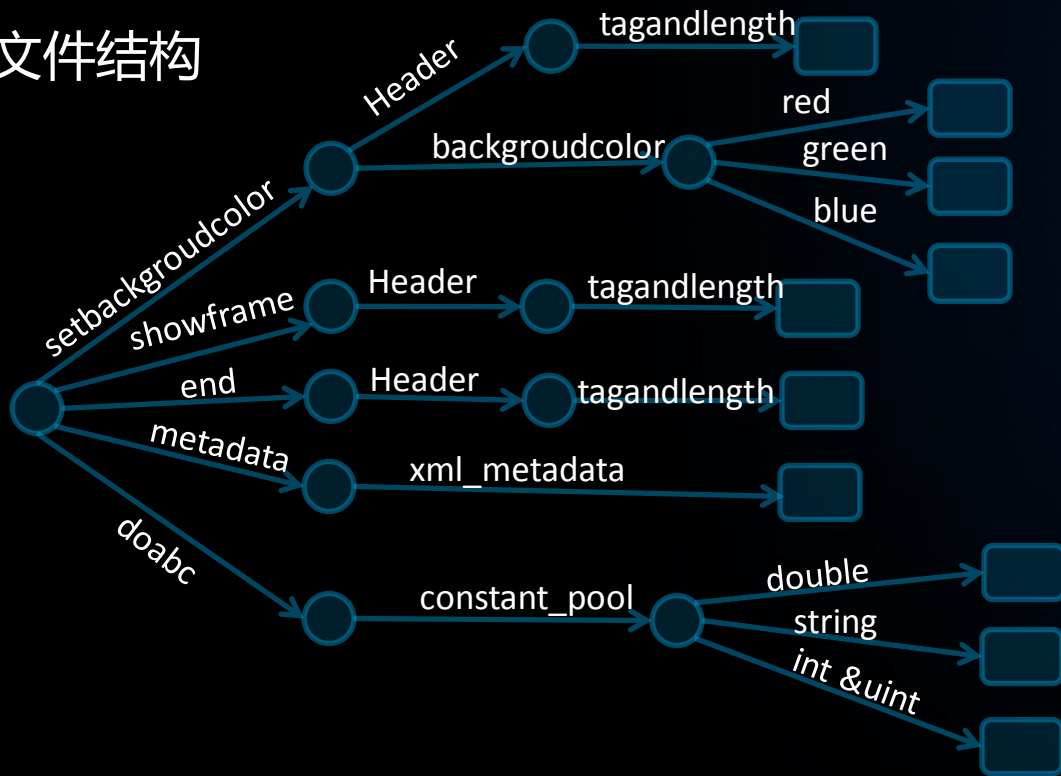 文件结构
Header
tagandlength
backgroudcolor
red
green
blue
setbackgroudcolor
showframe
Header
tagandlength
end
Header
tagandlength
metadata
xml_metadata
doabc
constant_pool
double
string
int &uint